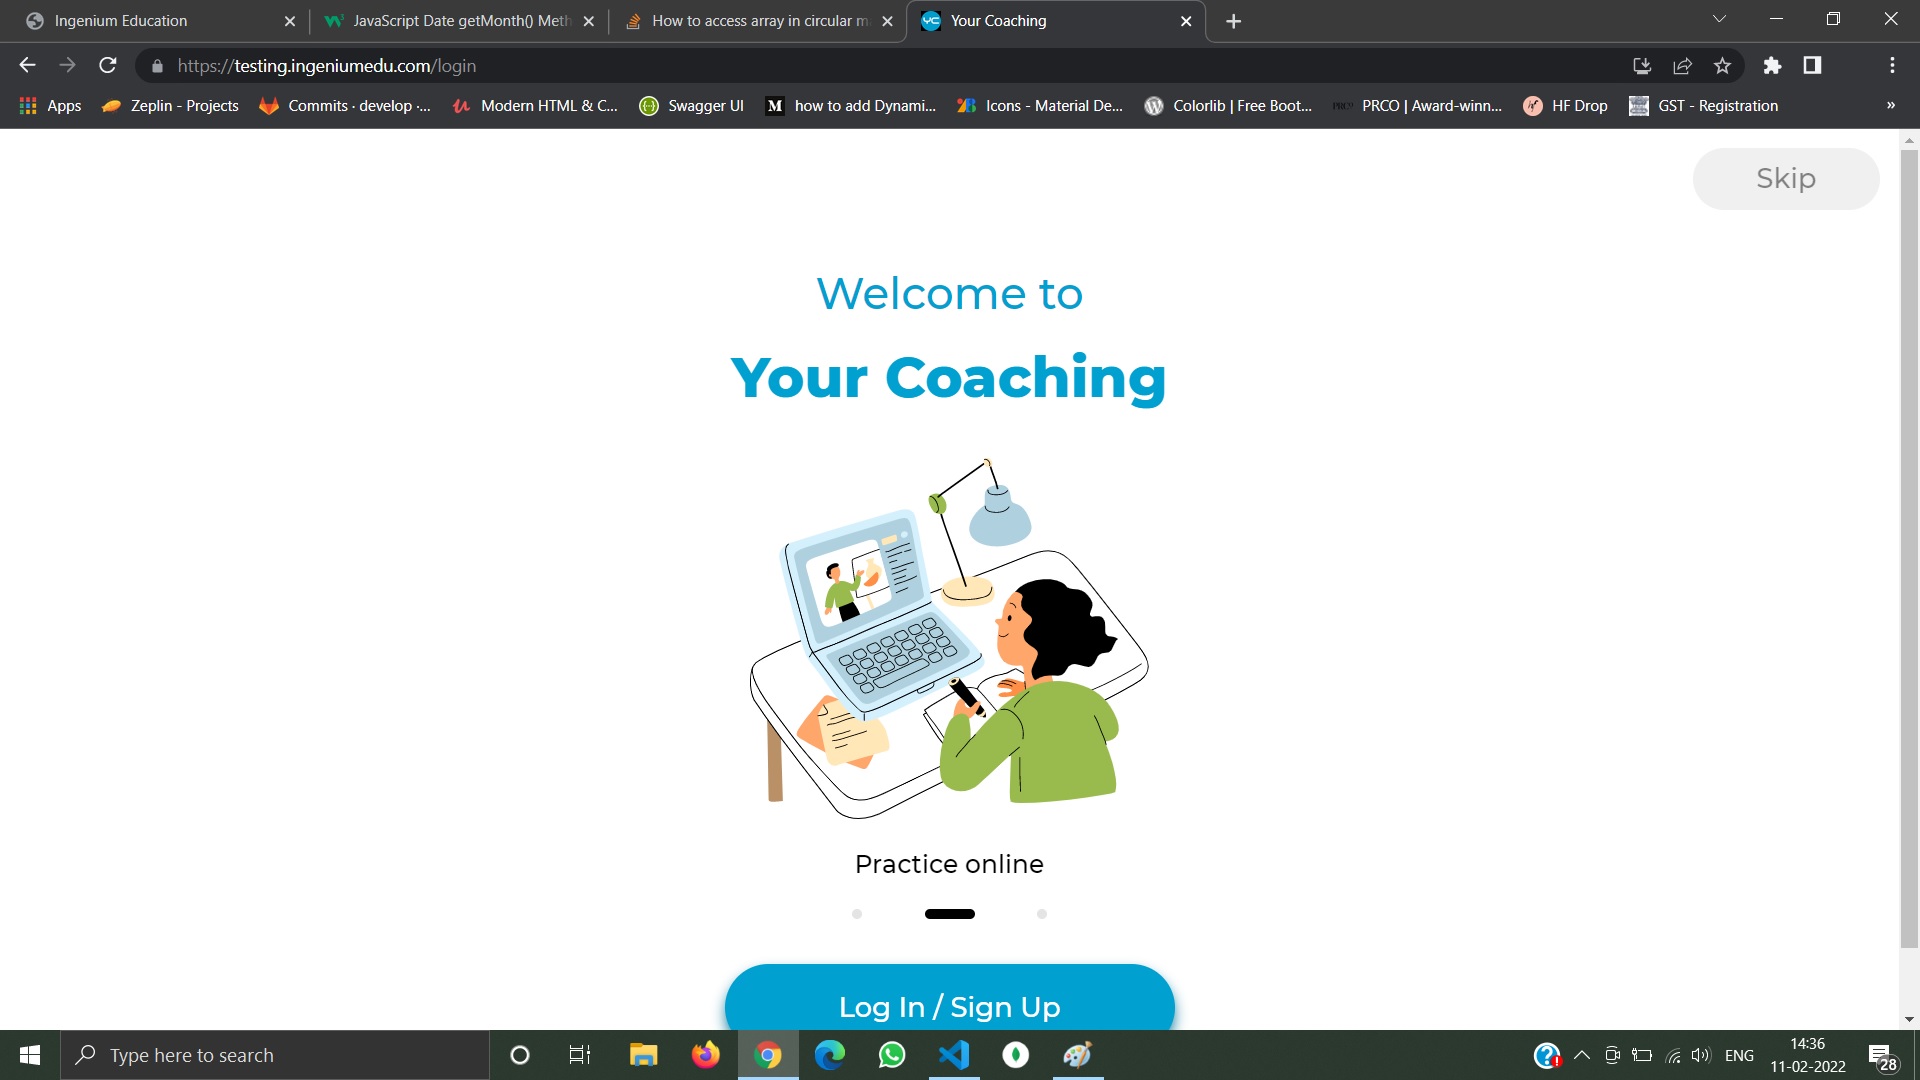 Ingenium Education
JavaScript Date getMonth() Meth
How to access array in circular ma
Your Coaching
https://testing.ingeniumedu.com/login
Apps
Zeplin - Projects
Commits · develop ·...
Modern HTML & C...
Swagger UI
how to add Dynami...
Icons - Material De...
Colorlib | Free Boot...
PRCO | Award-winn...
HF Drop
GST - Registration
»
Skip
Welcome to
Your Coaching
Practice online
Log In / Sign Up
Type here to search
ENG
14:36
11-02-2022
28